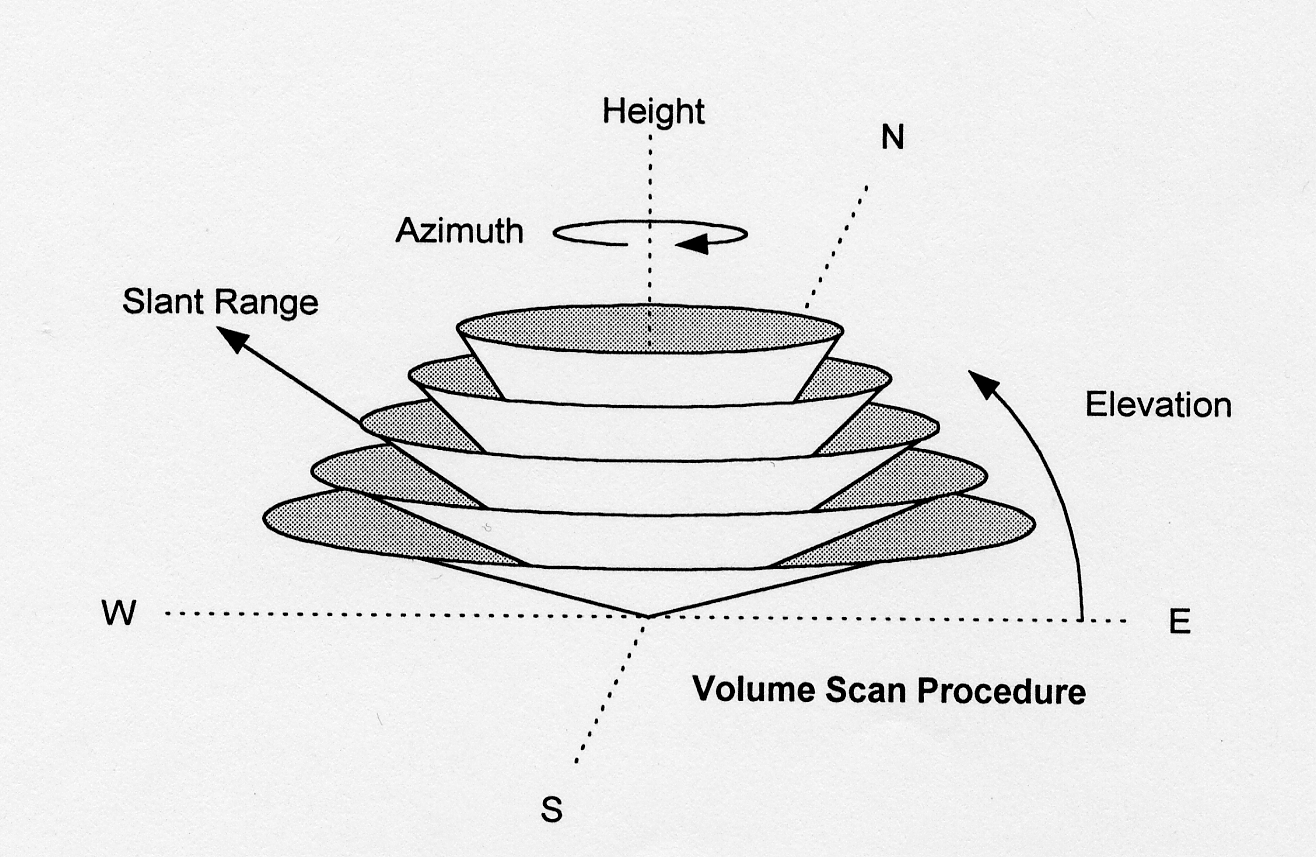 Height
N
Azimuth
Slant Range
Elevation
W
E
Volume Scan Procedure
S